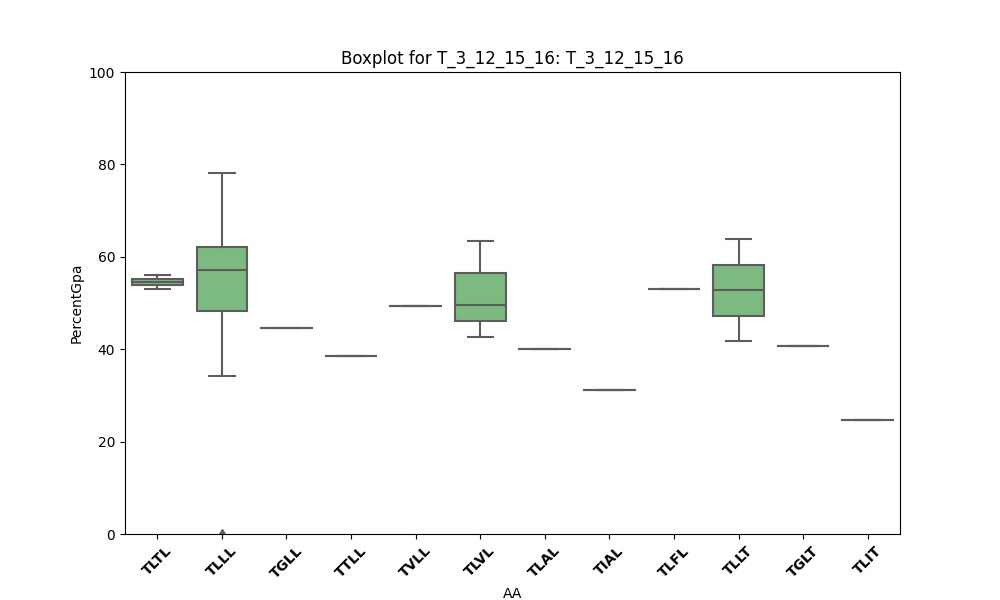 Boxplot for T_3_12_15_16: T_3_12_15_16
100
80
60
40
20
0
PercentGpa
TLTL
TLLL
TGLL
TTLL
TVLL
TLVL
TLAL
TIAL
TLFL
TLLT
TGLT
TLIT
AA